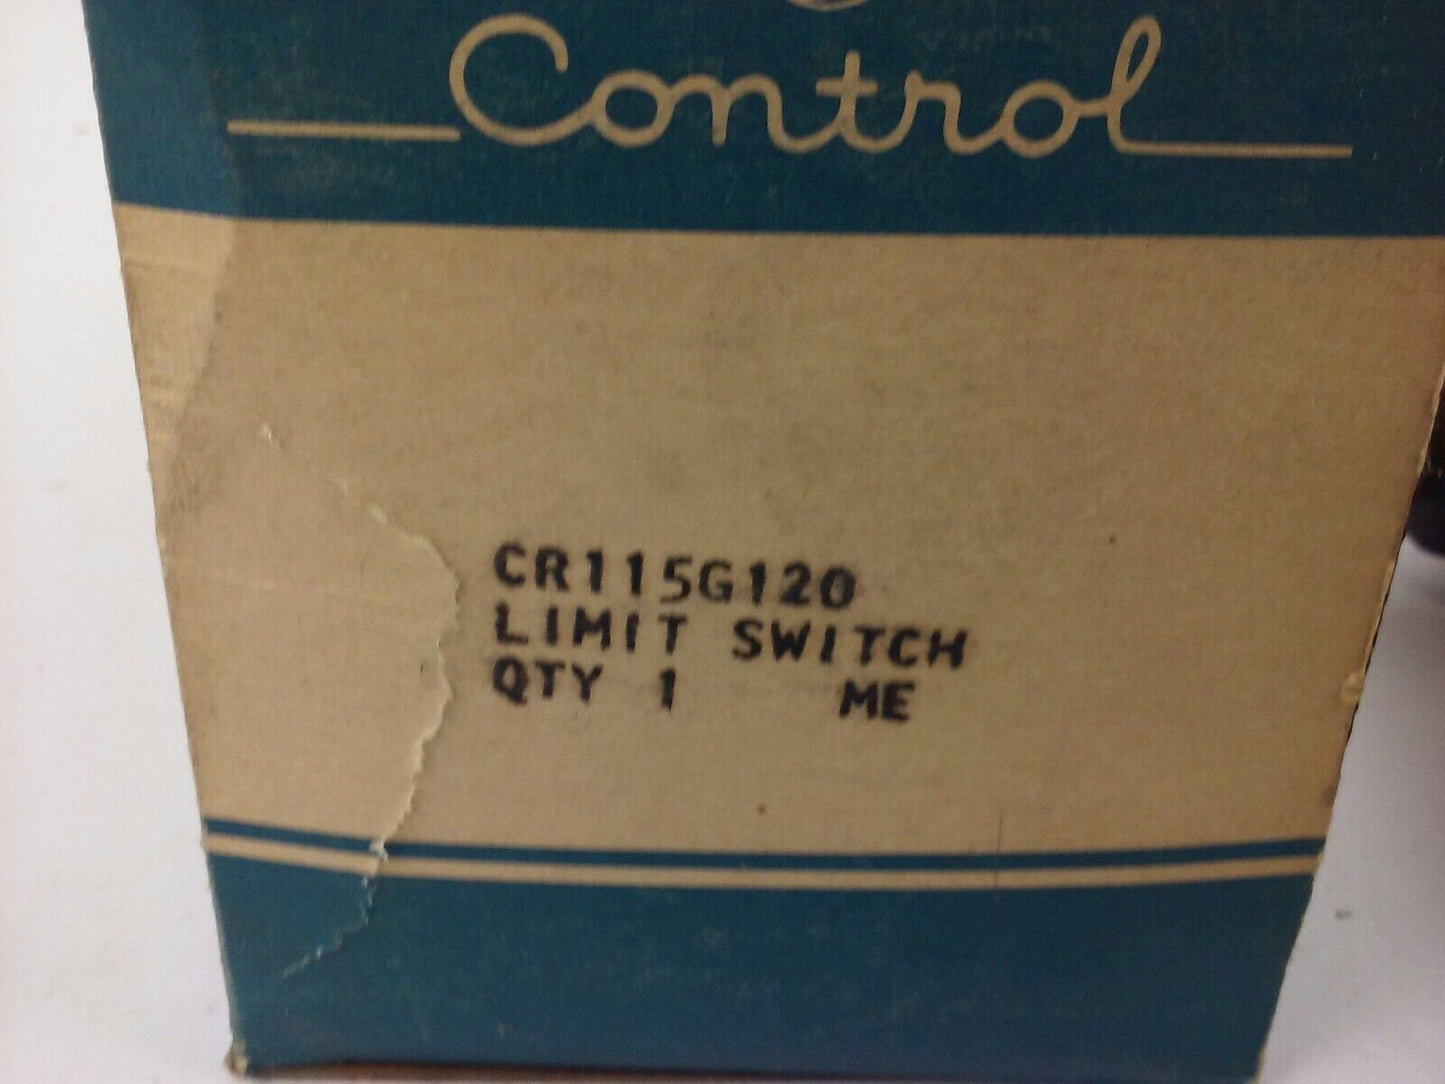 Control
CR115G120
LIMIT SWITCH
QTY 1 ME